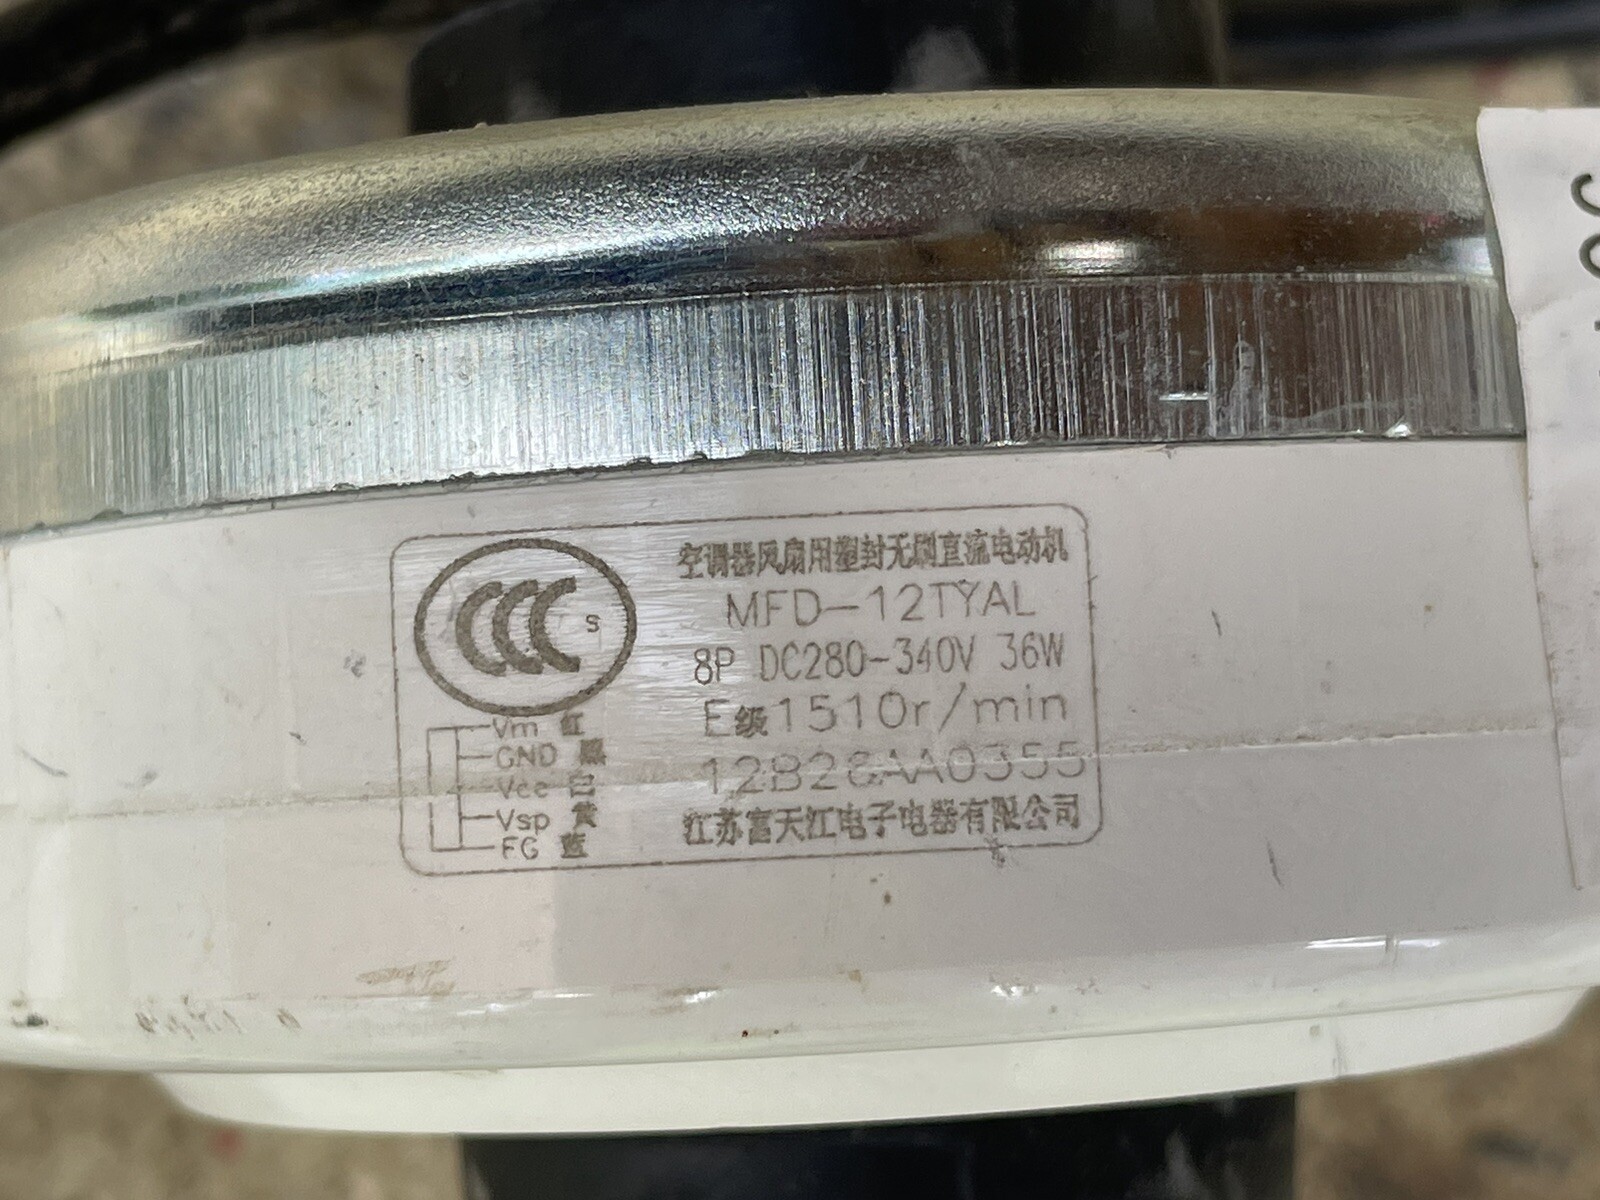 空调器风扇用塑封无刷直流电动机
MFD-12TYAL
8P DC280-340V 36W
E级1510r/min
12B26AA0355
江苏富天江电子电器有限公司
CCC S
Vm 红
GND 黑
Vcc 白
Vsp 黄
FG 蓝